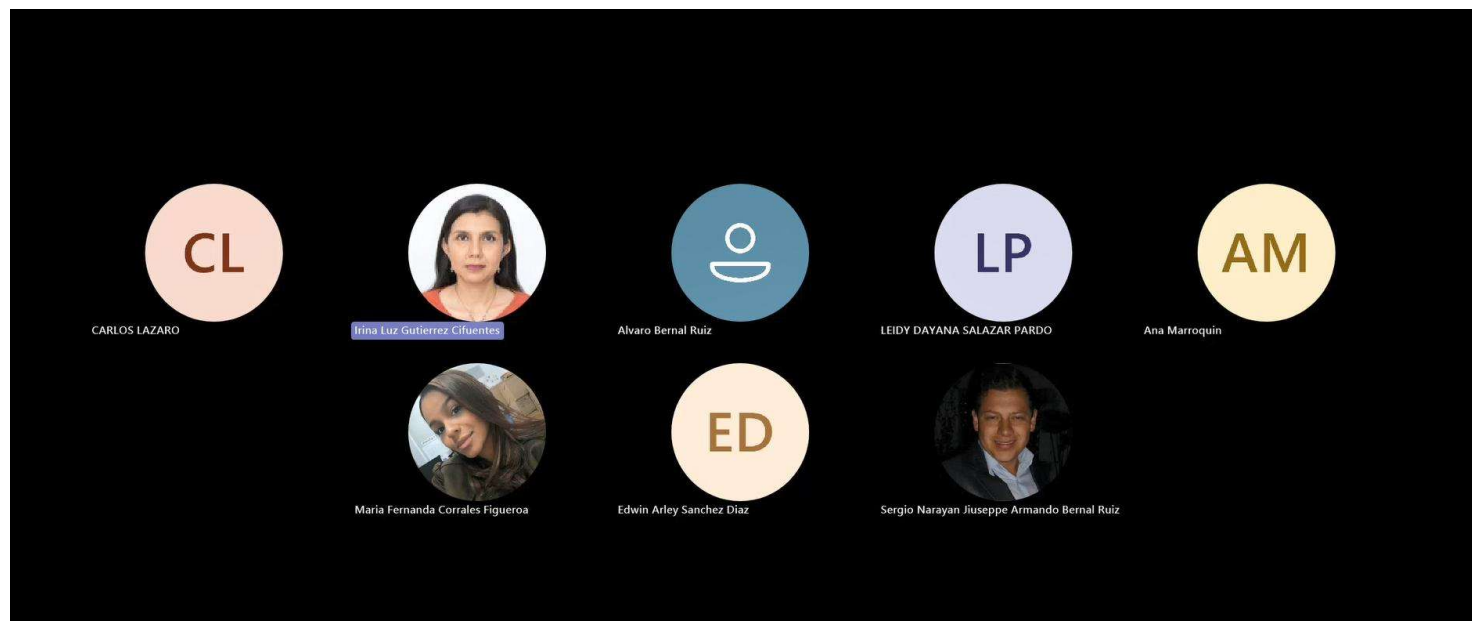 CL
LP
AM
CARLOS LAZARO
Irina Luz Gutierrez Cifuentes
Alvaro Bernal Ruiz
LEIDY DAYANA SALAZAR PARDO
Ana Marroquin
ED
Maria Fernanda Corrales Figueroa
Edwin Arley Sanchez Diaz
Sergio Narayan Jiuseppe Armando Bernal Ruiz